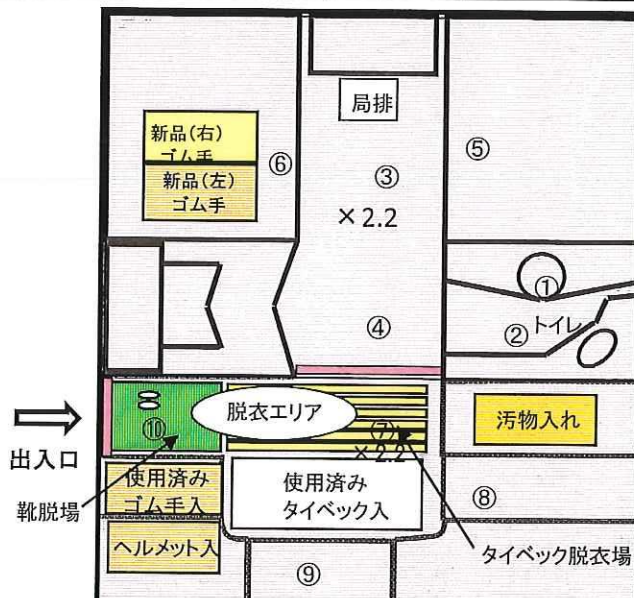 局排
新品(右)
ゴム手
新品(左)
ゴム手
⑥
③
⑤
×2.2
①
④
②
トイレ
出入口
⑩
脱衣エリア
⑦
×2.2
汚物入れ
靴脱場
使用済み
ゴム手入
使用済み
タイベック入
⑧
ヘルメット入
⑨
タイベック脱衣場